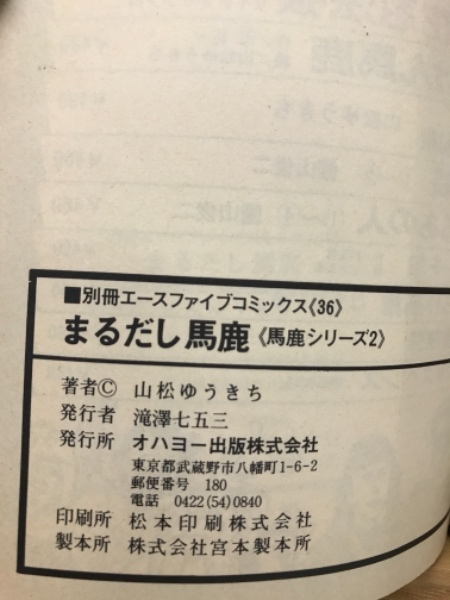 ■別冊エースファイブコミックス《36》
まるだし馬鹿《馬鹿シリーズ2》
著者© 山松ゆうきち
発行者 滝澤七五三
発行所 オハヨー出版株式会社
東京都武蔵野市八幡町1-6-2
郵便番号 180
電話 0422(54)0840
印刷所 松本印刷株式会社
製本所 株式会社宮本製本所